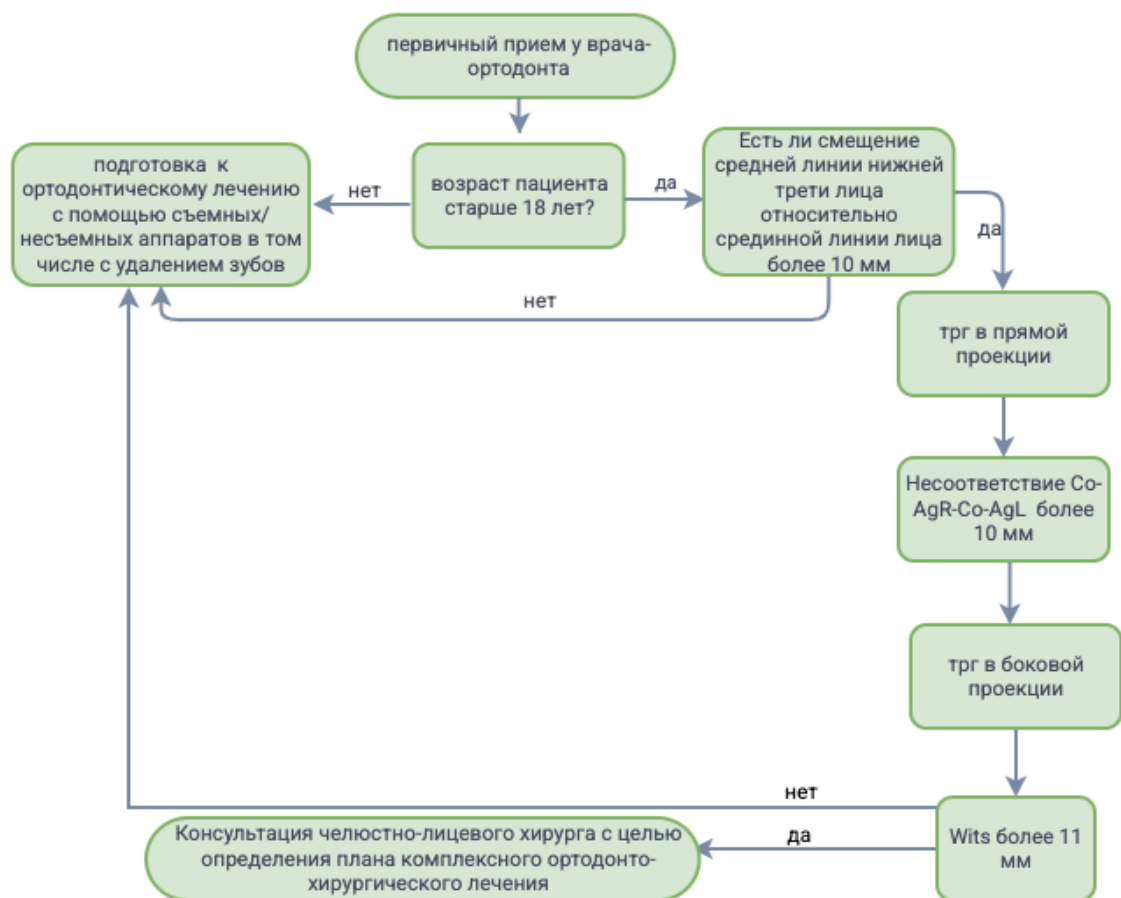 первичный прием у врача-
ортодонта
подготовка к
ортодонтическому лечению
с помощью съемных/
несъемных аппаратов в том
числе с удалением зубов
нет
возраст пациента
старше 18 лет?
да
Есть ли смещение
средней линии нижней
трети лица
относительно
срединной линии лица
более 10 мм
да
нет
трг в прямой
проекции
Несоответствие Co-
AgR-Co-AgL более
10 мм
трг в боковой
проекции
нет
Wits более 11
мм
да
Консультация челюстно-лицевого хирурга с целью
определения плана комплексного ортодонто-
хирургического лечения